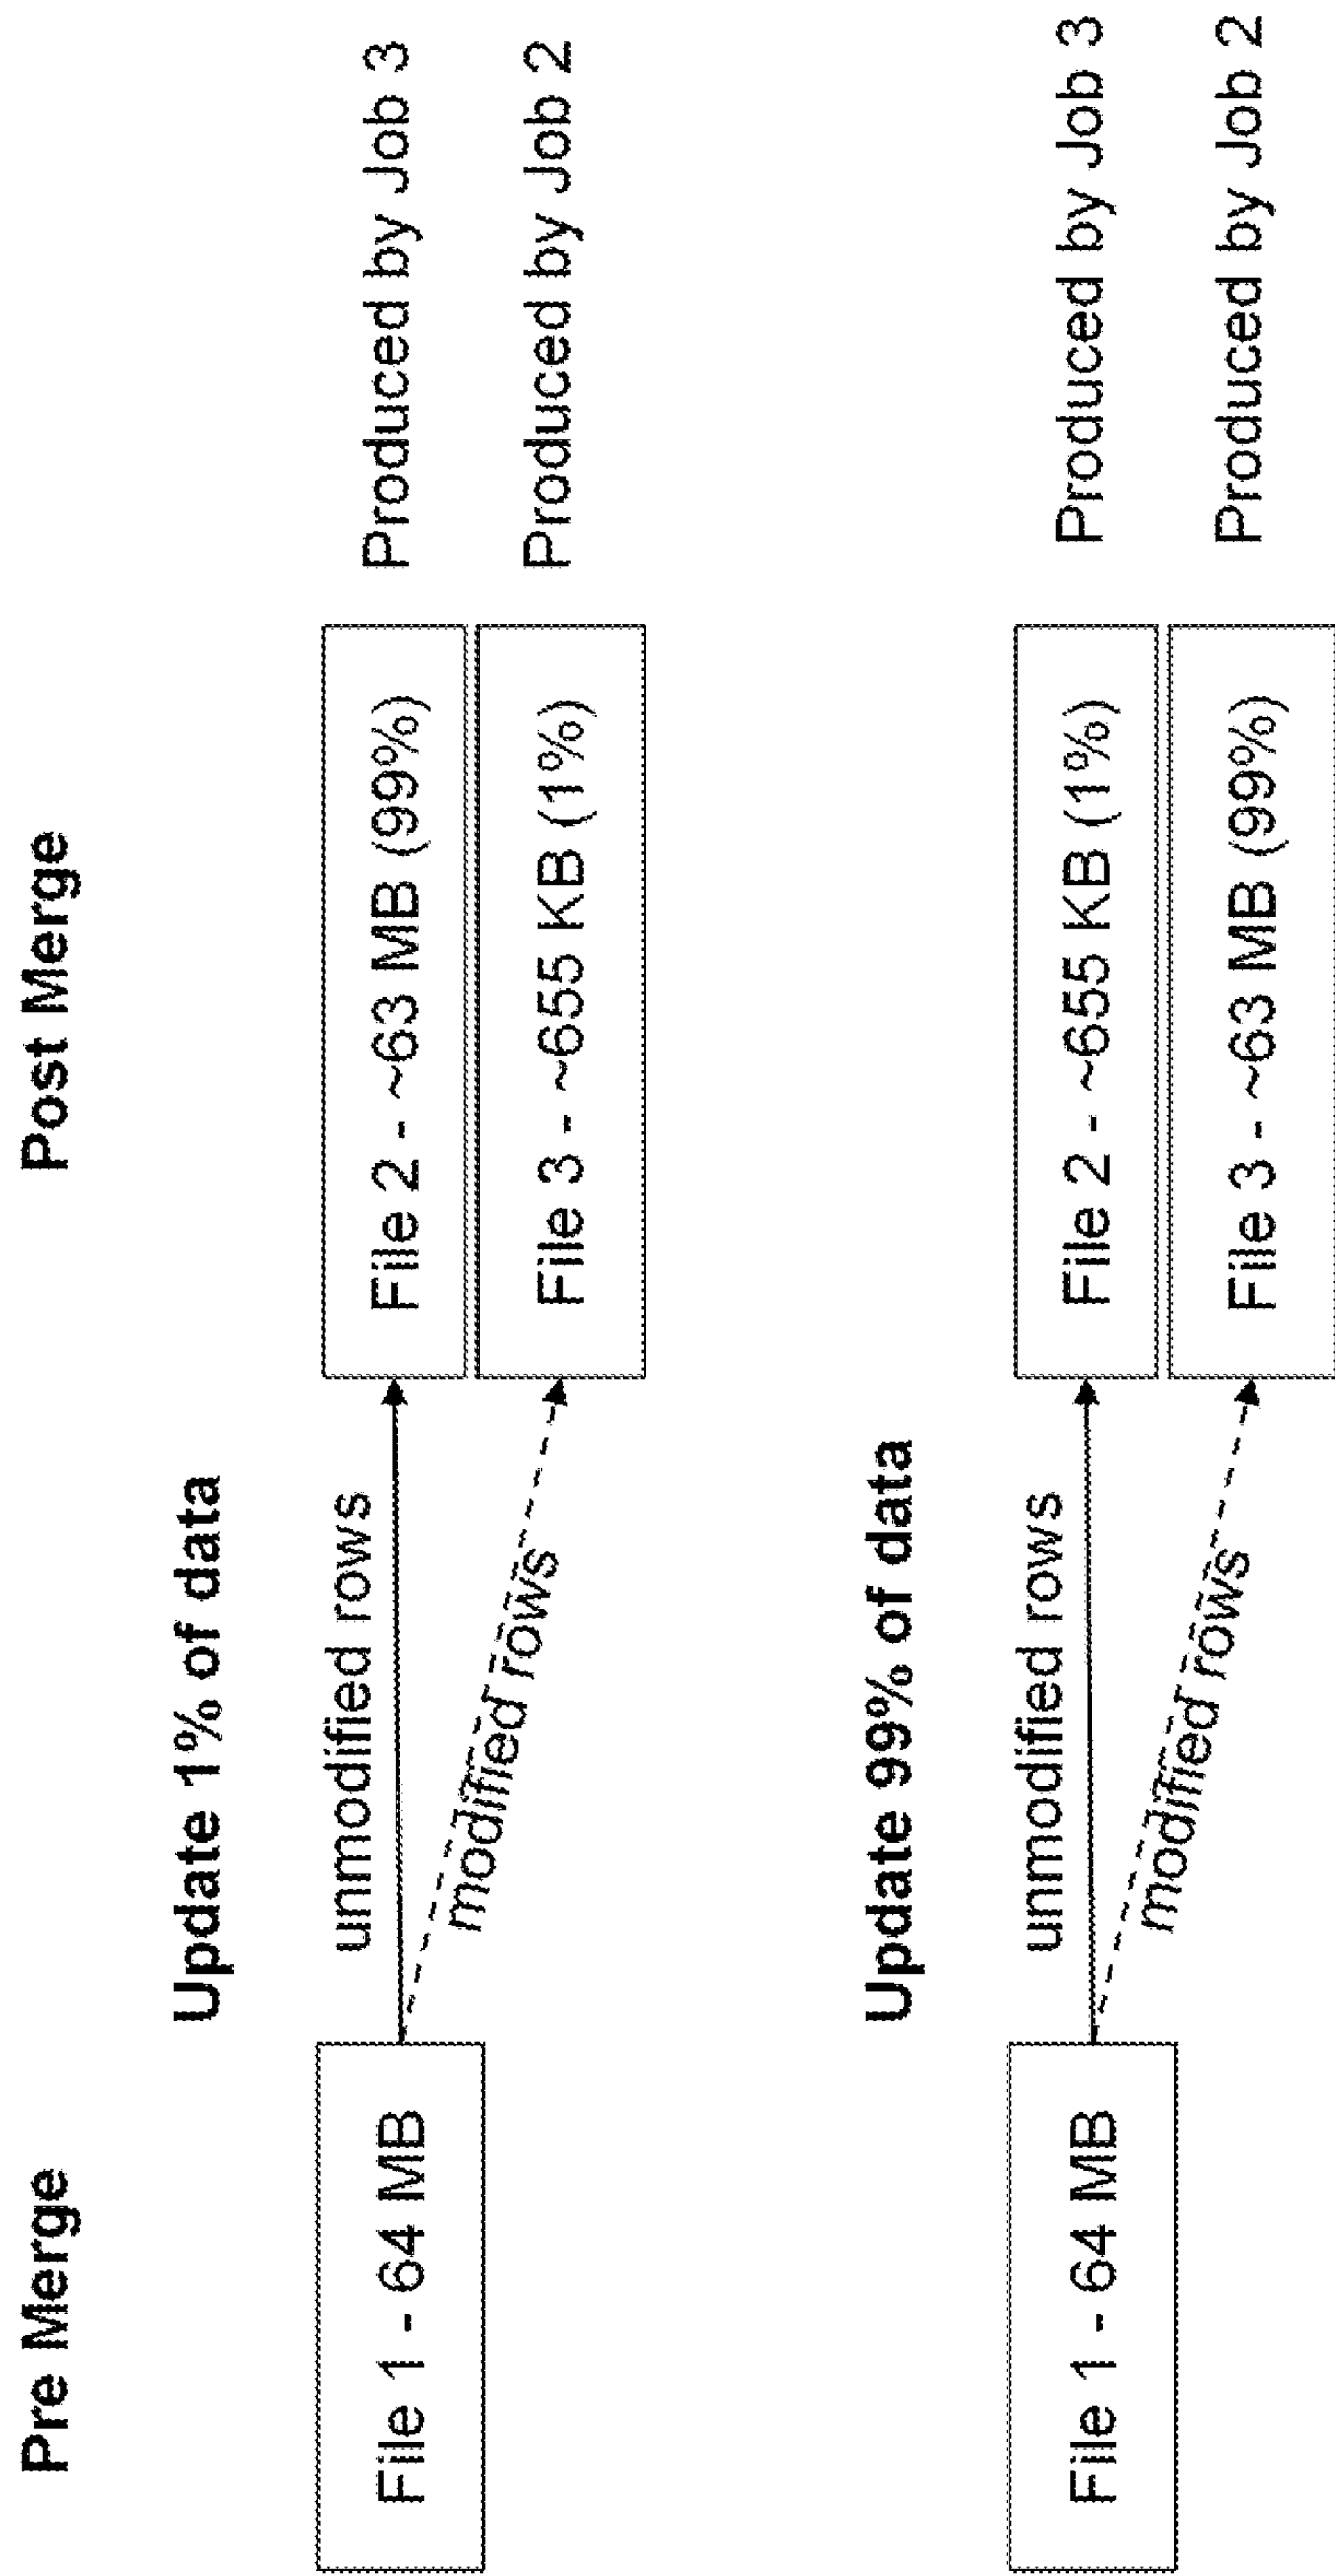 Pre Merge
Post Merge
Update 1% of data
File 1 - 64 MB
unmodified rows
modified rows
File 2 - ~63 MB (99%)
Produced by Job 3
File 3 - ~655 KB (1%)
Produced by Job 2
Update 99% of data
File 1 - 64 MB
unmodified rows
modified rows
File 2 - ~655 KB (1%)
Produced by Job 3
File 3 - ~63 MB (99%)
Produced by Job 2